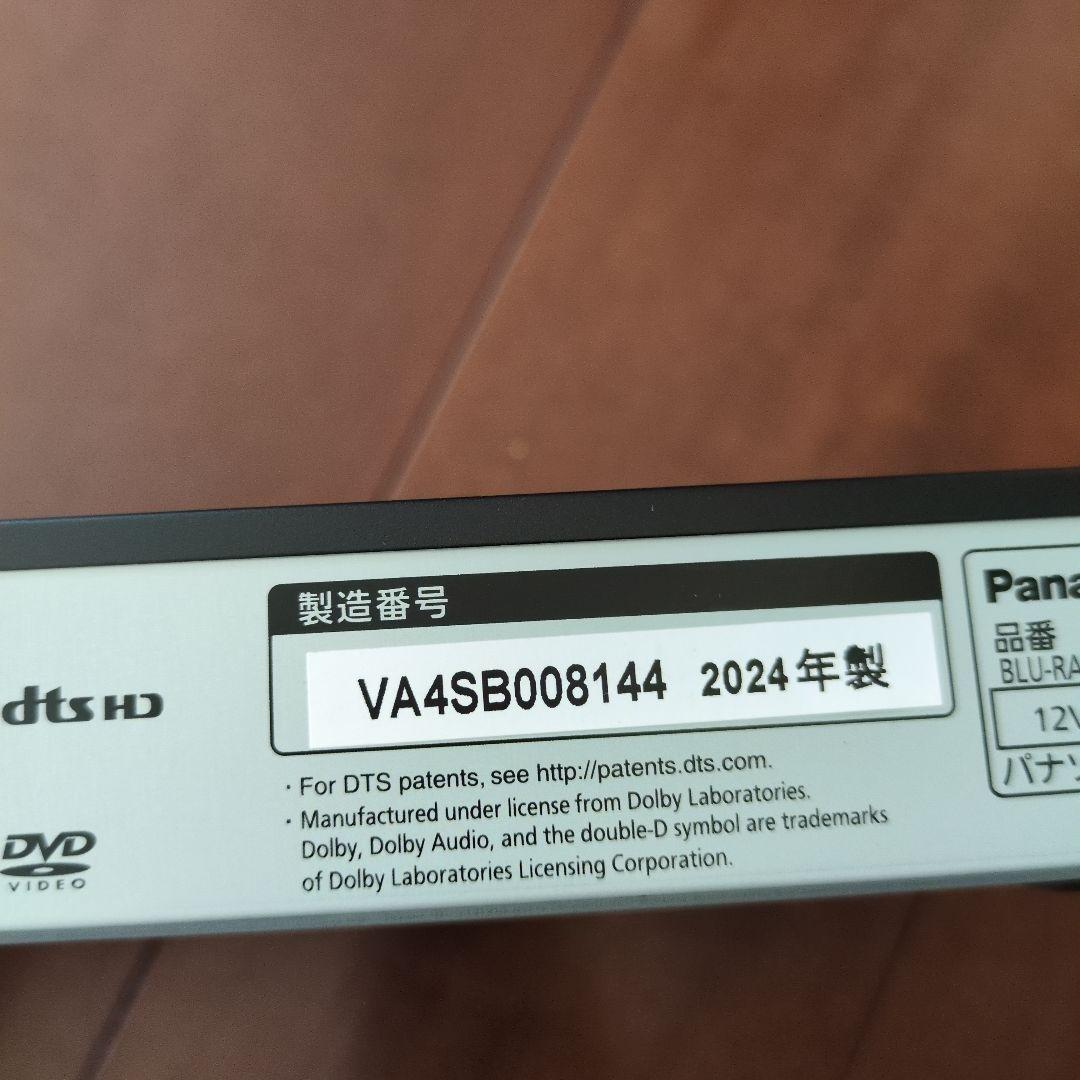 製造番号
VA4SB008144 2024年製
・For DTS patents, see http://patents.dts.com.
・Manufactured under license from Dolby Laboratories.
Dolby, Dolby Audio, and the double-D symbol are trademarks
of Dolby Laboratories Licensing Corporation.
dts HD
DVD
VIDEO
Pana
品番
BLU-RA
12V
パナソ